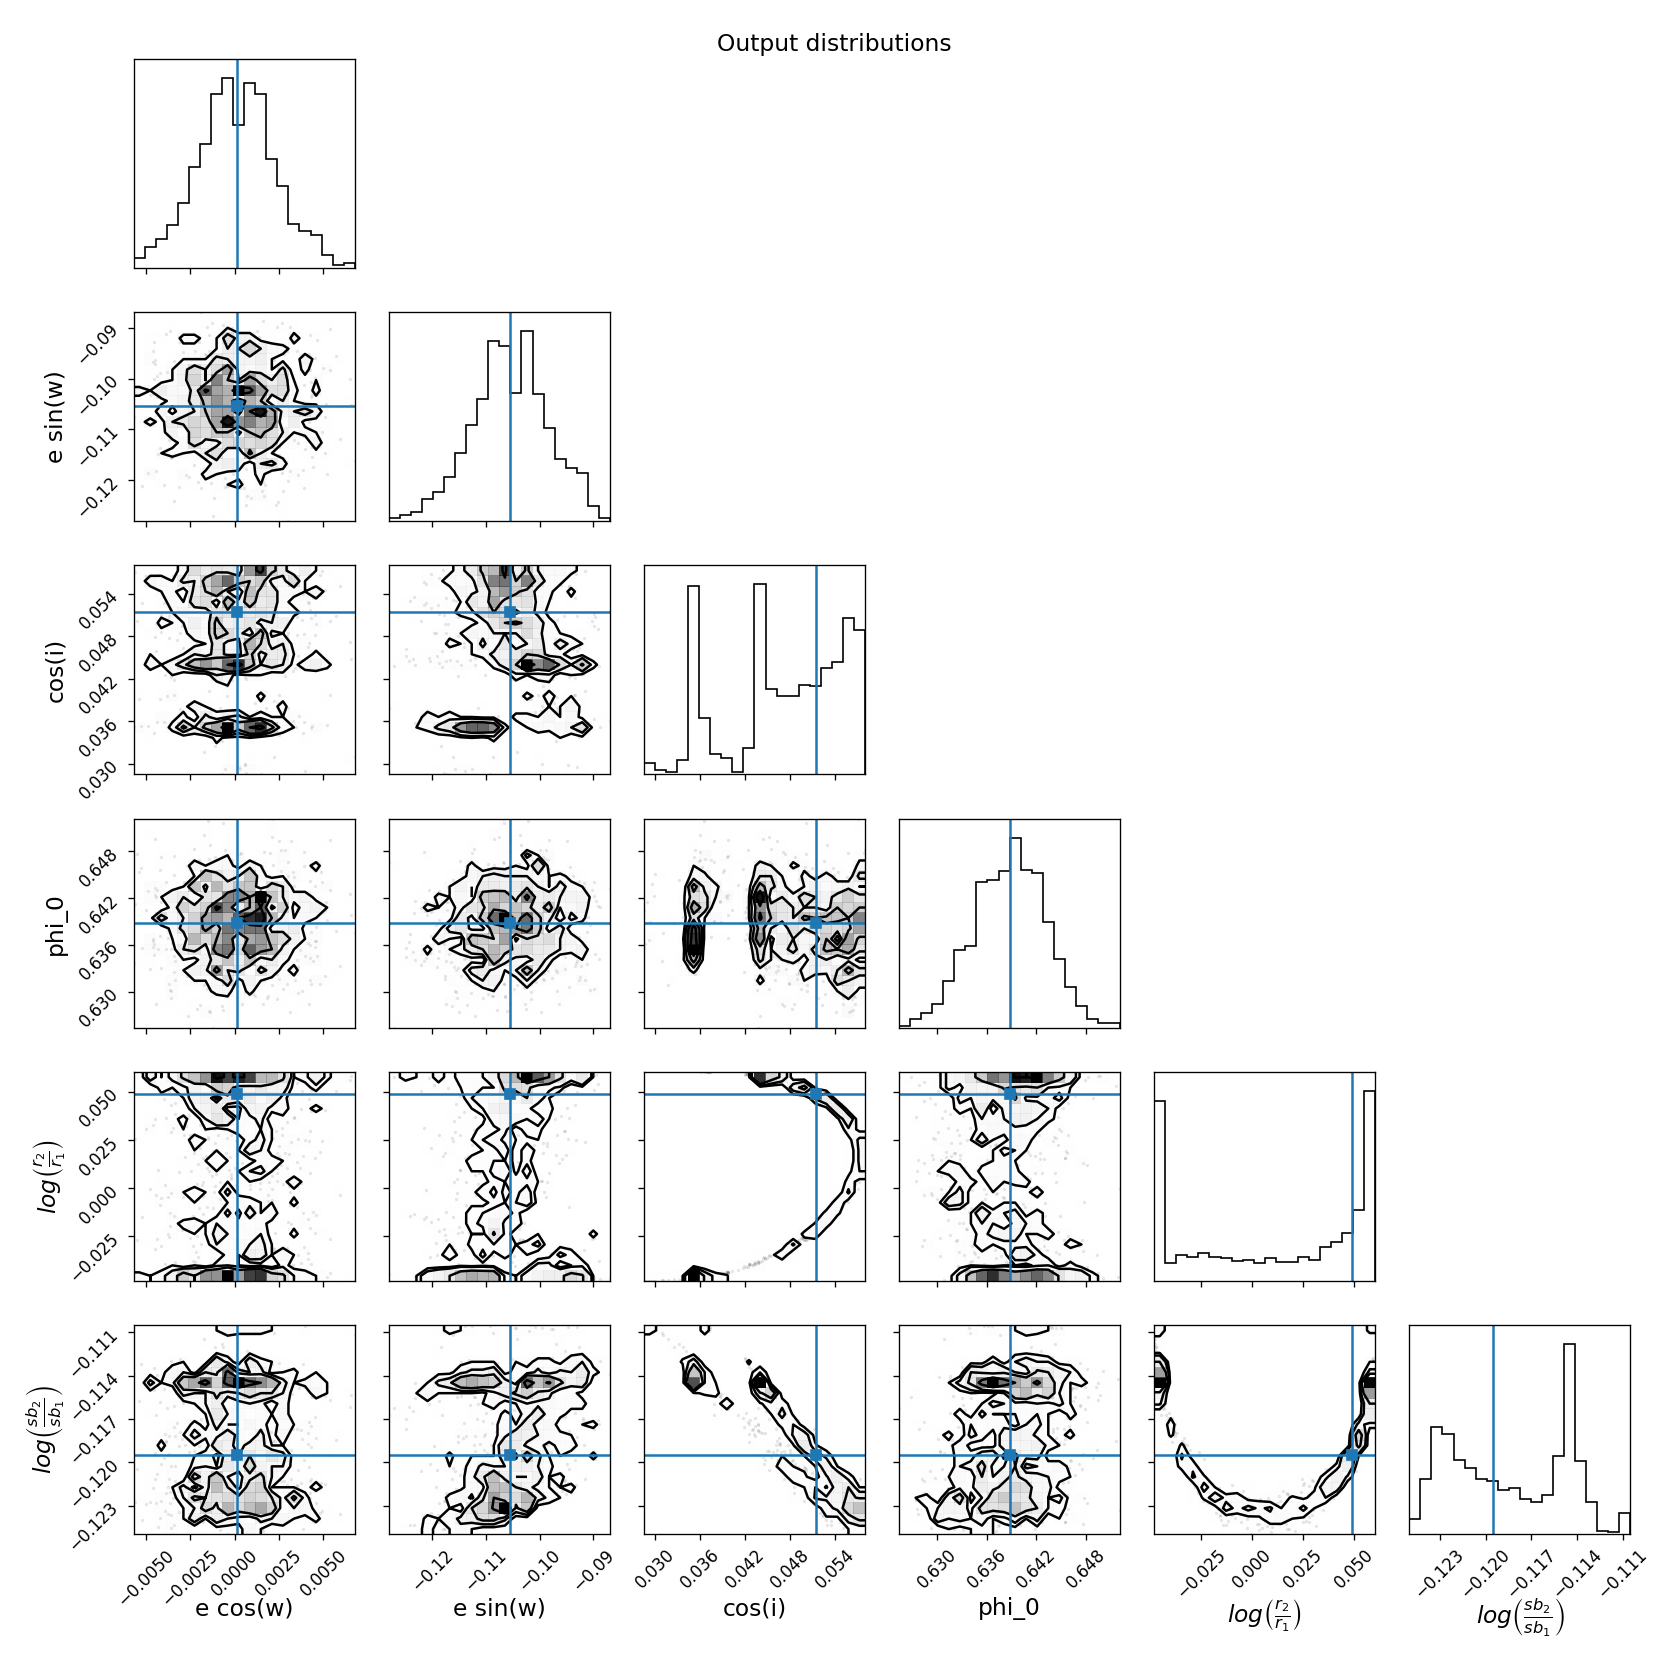 Output distributions
−0.09
−0.10
−0.11
−0.12
e sin(w)
0.054
0.048
0.042
0.036
0.030
cos(i)
0.648
0.642
0.636
0.630
phi_0
0.050
0.025
0.000
−0.025
log(r2/r1)
−0.111
−0.114
−0.117
−0.120
−0.123
log(sb2/sb1)
−0.0050 −0.0025 0.0000 0.0025 0.0050
−0.12 −0.11 −0.10 −0.09
0.030 0.036 0.042 0.048 0.054
0.630 0.636 0.642 0.648
−0.025 0.000 0.025 0.050
−0.123 −0.120 −0.117 −0.114 −0.111
e cos(w)
e sin(w)
cos(i)
phi_0
log(r2/r1)
log(sb2/sb1)